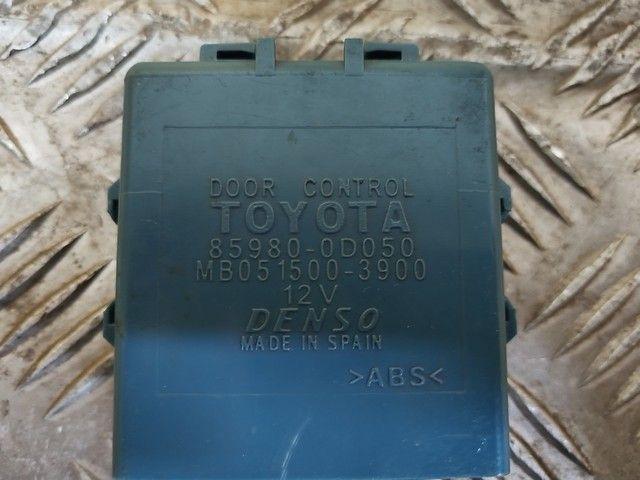 DOOR CONTROL
TOYOTA
85980-0D050
MB051500-3900
12V
DENSO
MADE IN SPAIN
>ABS<